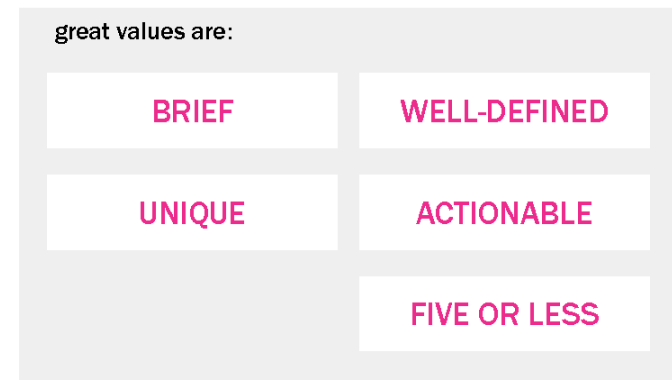 great values are:
BRIEF
WELL-DEFINED
UNIQUE
ACTIONABLE
FIVE OR LESS